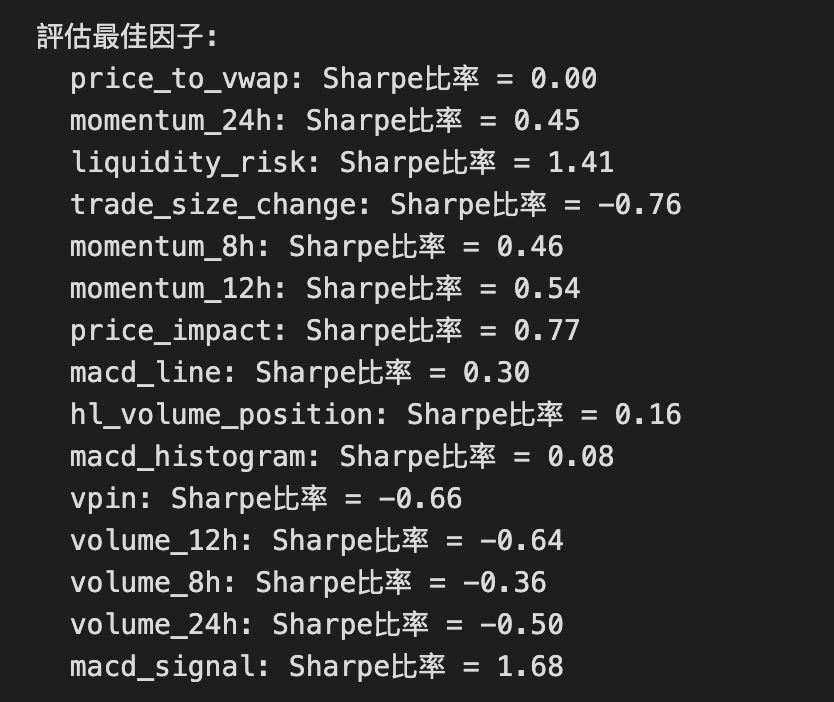 評估最佳因子:
price_to_vwap: Sharpe比率 = 0.00
momentum_24h: Sharpe比率 = 0.45
liquidity_risk: Sharpe比率 = 1.41
trade_size_change: Sharpe比率 = -0.76
momentum_8h: Sharpe比率 = 0.46
momentum_12h: Sharpe比率 = 0.54
price_impact: Sharpe比率 = 0.77
macd_line: Sharpe比率 = 0.30
hl_volume_position: Sharpe比率 = 0.16
macd_histogram: Sharpe比率 = 0.08
vpin: Sharpe比率 = -0.66
volume_12h: Sharpe比率 = -0.64
volume_8h: Sharpe比率 = -0.36
volume_24h: Sharpe比率 = -0.50
macd_signal: Sharpe比率 = 1.68